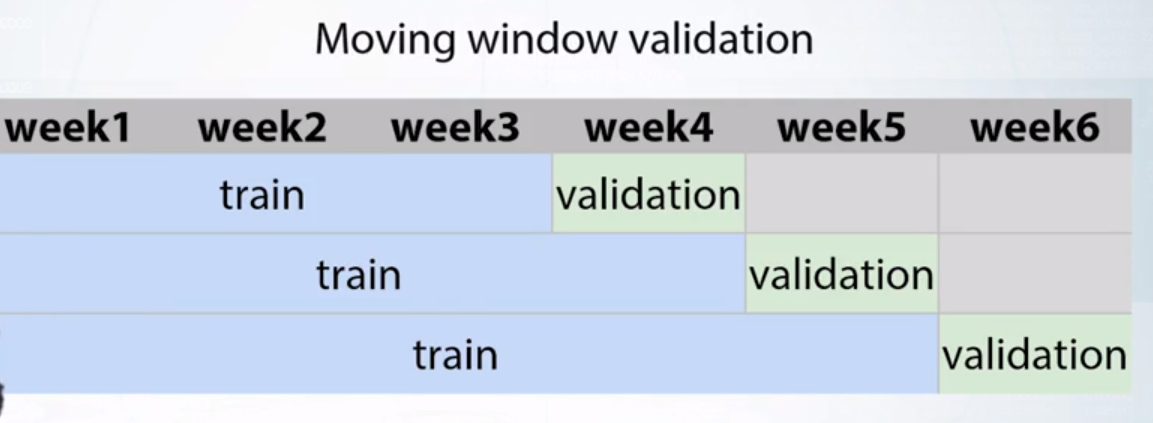 Moving window validation
week1 week2 week3 week4 week5 week6
train validation
train validation
train validation